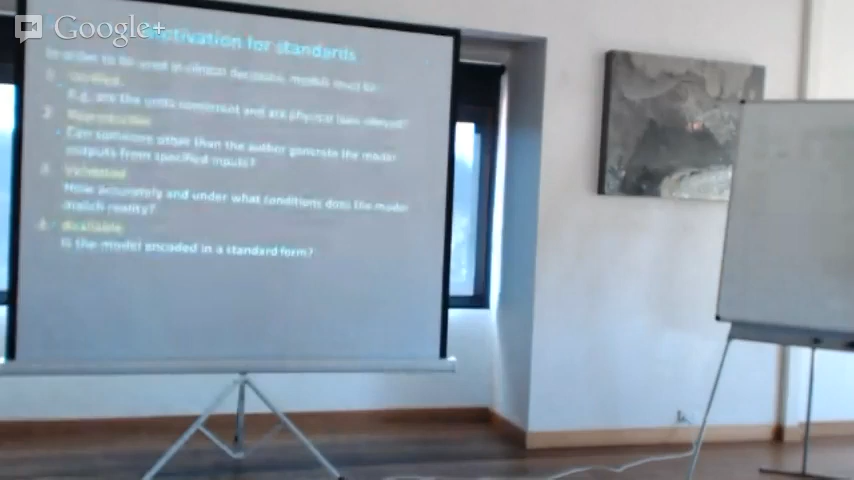 Google+
Motivation for standards
In order to be used in clinical decisions, models must be:
1. Verified
E.g. are the units consistent and are physical laws obeyed?
2. Reproducible
Can someone other than the author generate the model
outputs from specified inputs?
3. Validated
How accurately and under what conditions does the model
match reality?
4. Available
Is the model encoded in a standard form?